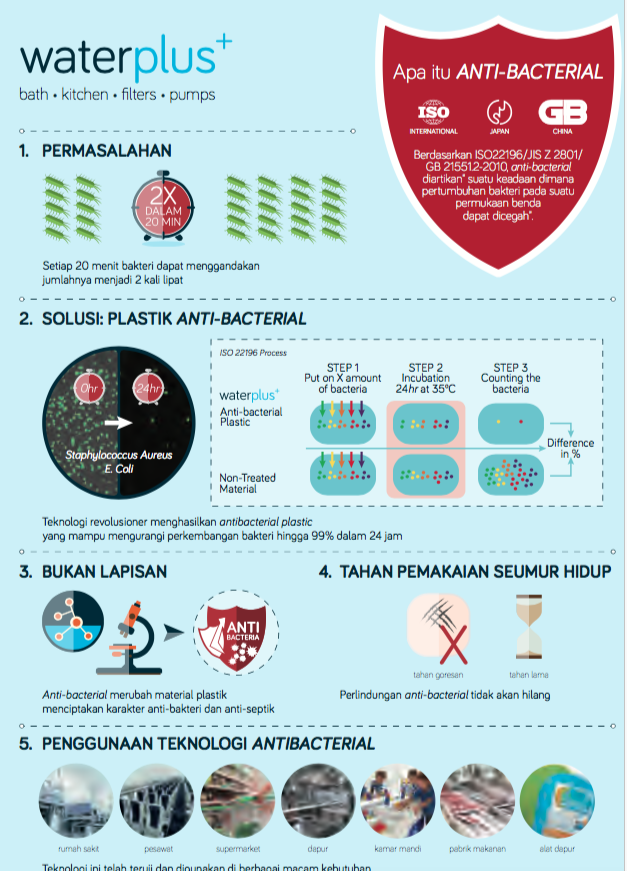 waterplus+
bath • kitchen • filters • pumps
Apa itu ANTI-BACTERIAL
ISO
INTERNATIONAL
JAPAN
GB
CHINA
Berdasarkan ISO22196/JIS Z 2801/
GB 21551.2-2010, anti-bacterial
diartikan" suatu keadaan dimana
pertumbuhan bakteri pada suatu
permukaan benda
dapat dicegah".
1. PERMASALAHAN
2X
DALAM
20 MIN
Setiap 20 menit bakteri dapat menggandakan
jumlahnya menjadi 2 kali lipat
2. SOLUSI: PLASTIK ANTI-BACTERIAL
0hr
24hr
Staphylococcus Aureus
E. Coli
ISO 22196 Process
STEP 1
Put on X amount
of bacteria
STEP 2
Incubation
24hr at 35°C
STEP 3
Counting the
bacteria
waterplus+
Anti-bacterial
Plastic
Non-Treated
Material
Difference
in %
Teknologi revolusioner menghasilkan antibacterial plastic
yang mampu mengurangi perkembangan bakteri hingga 99% dalam 24 jam
3. BUKAN LAPISAN
ANTI
BACTERIA
Anti-bacterial merubah material plastik
menciptakan karakter anti-bakteri dan anti-septik
4. TAHAN PEMAKAIAN SEUMUR HIDUP
tahan goresan
tahan lama
Perlindungan anti-bacterial tidak akan hilang
5. PENGGUNAAN TEKNOLOGI ANTIBACTERIAL
rumah sakit
pesawat
supermarket
dapur
kamar mandi
pabrik makanan
alat dapur
Teknologi ini telah teruji dan digunakan di berbagai macam kebutuhan